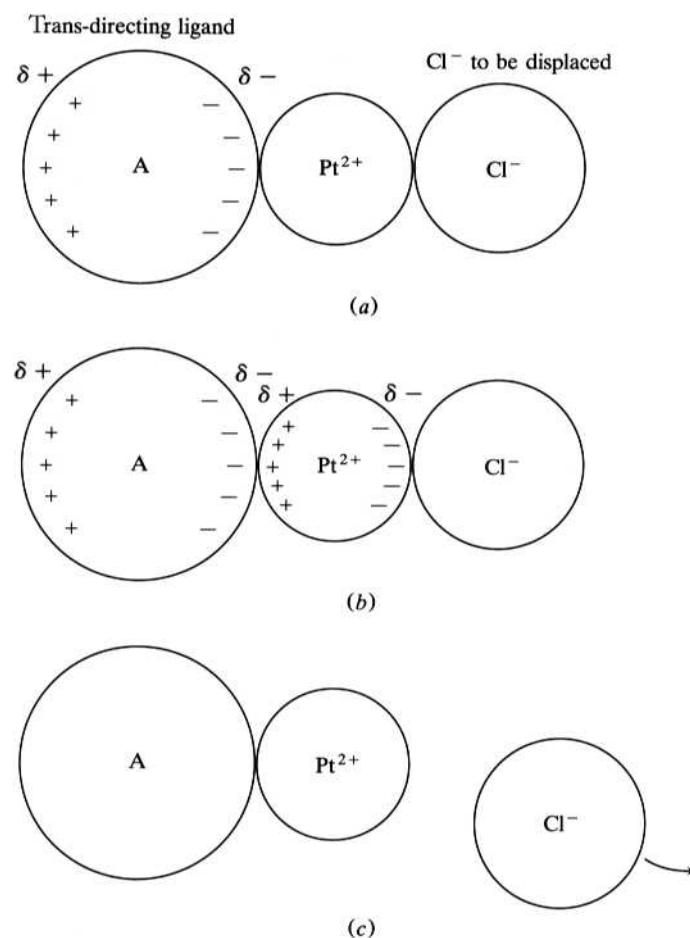 Trans-directing ligand
Cl⁻ to be displaced
δ + δ −
+ −
+ −
+ A − Pt²⁺ Cl⁻
+ −
+ −
(a)
δ + δ −
δ + δ −
+ − + −
+ − + −
+ A − + Pt²⁺ − Cl⁻
+ − + −
+ − + −
(b)
A Pt²⁺
Cl⁻
(c)